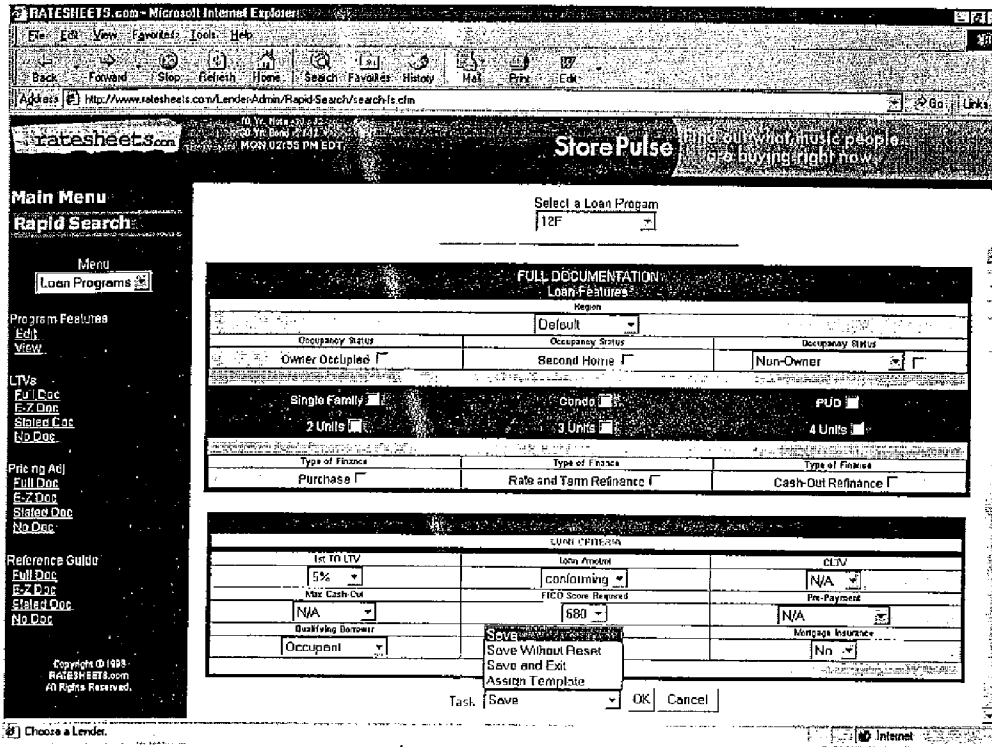 RATESHEETS.com - Microsoft Internet Explorer
File Edit View Favorites Tools Help
Back Forward Stop Refresh Home Search Favorites History Mail Print Edit
Address http://www.ratesheets.com/LenderAdmin/Rapid-Search/search-fs.cfm Go Links
ratesheets.com
MON 02:55 PM EDT
StorePulse
Find out what music people
are buying right now.
Main Menu
Rapid Search
Menu
Loan Programs
Program Features
Edit
View
LTVs
Full Doc
E-Z Doc
Stated Doc
No Doc
Pricing Adj
Full Doc
E-Z Doc
Stated Doc
No Doc
Reference Guide
Full Doc
E-Z Doc
Stated Doc
No Doc
Copyright © 1998 -
RATESHEETS.com
All Rights Reserved.
Select a Loan Progam
12F
FULL DOCUMENTATION
Loan Features
Region
Default
Occupancy Status Occupancy Status Occupancy Status
Owner Occupied Second Home Non-Owner
Single Family Condo PUD
2 Units 3 Units 4 Units
Type of Finance Type of Finance Type of Finance
Purchase Rate and Term Refinance Cash-Out Refinance
LOAN CRITERIA
1st TD LTV Loan Amount CLTV
5% conforming N/A
Max Cash-Out FICO Score Required Pre-Payment
N/A 680 N/A
Qualifying Borrower Mortgage Insurance
Occupant No
Save
Save Without Reset
Save and Exit
Assign Template
Task Save OK Cancel
Choose a Lender. Internet